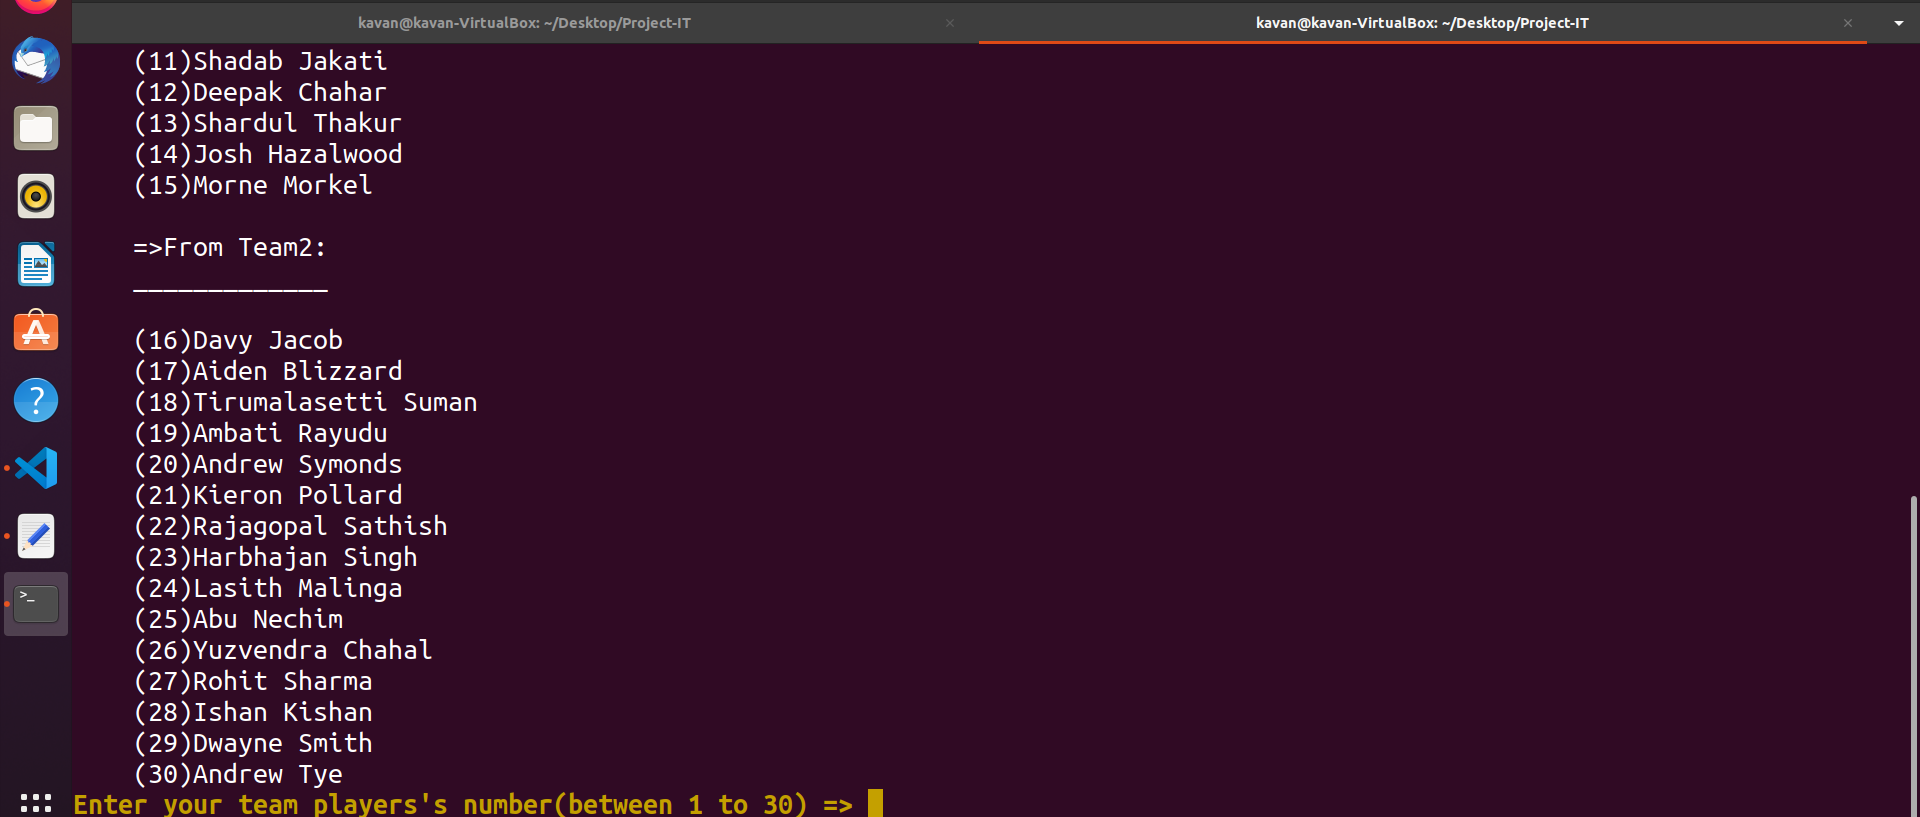 kavan@kavan-VirtualBox: ~/Desktop/Project-IT
kavan@kavan-VirtualBox: ~/Desktop/Project-IT
(11)Shadab Jakati
(12)Deepak Chahar
(13)Shardul Thakur
(14)Josh Hazalwood
(15)Morne Morkel
=>From Team2:
_____________
(16)Davy Jacob
(17)Aiden Blizzard
(18)Tirumalasetti Suman
(19)Ambati Rayudu
(20)Andrew Symonds
(21)Kieron Pollard
(22)Rajagopal Sathish
(23)Harbhajan Singh
(24)Lasith Malinga
(25)Abu Nechim
(26)Yuzvendra Chahal
(27)Rohit Sharma
(28)Ishan Kishan
(29)Dwayne Smith
(30)Andrew Tye
Enter your team players's number(between 1 to 30) =>